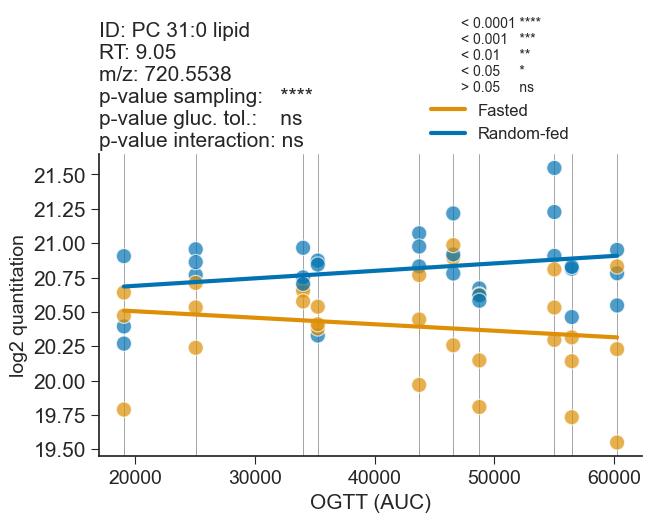 ID: PC 31:0 lipid
RT: 9.05
m/z: 720.5538
p-value sampling: ****
p-value gluc. tol.: ns
p-value interaction: ns
< 0.0001 ****
< 0.001 ***
< 0.01 **
< 0.05 *
> 0.05 ns
Fasted
Random-fed
log2 quantitation
21.50
21.25
21.00
20.75
20.50
20.25
20.00
19.75
19.50
20000 30000 40000 50000 60000
OGTT (AUC)